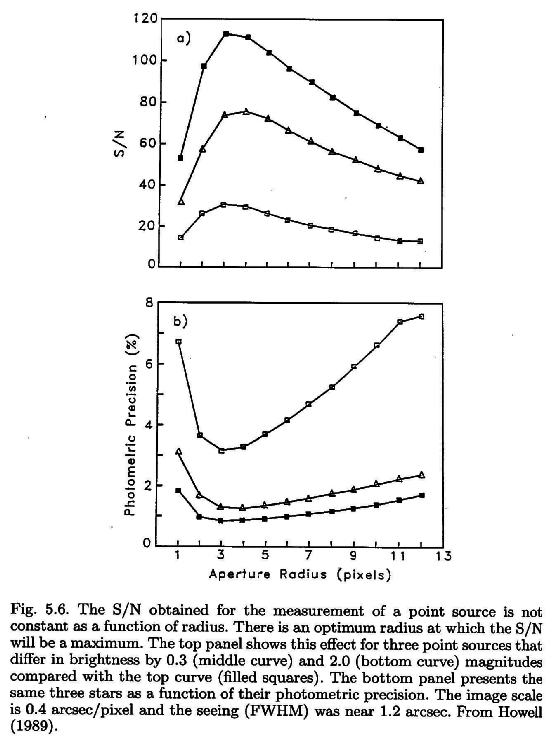 120
a)
100
80
S/N
60
40
20
0
8
b)
6
Photometric Precision (%)
4
2
0
1 3 5 7 9 11 13
Aperture Radius (pixels)
Fig. 5.6. The S/N obtained for the measurement of a point source is not
constant as a function of radius. There is an optimum radius at which the S/N
will be a maximum. The top panel shows this effect for three point sources that
differ in brightness by 0.3 (middle curve) and 2.0 (bottom curve) magnitudes
compared with the top curve (filled squares). The bottom panel presents the
same three stars as a function of their photometric precision. The image scale
is 0.4 arcsec/pixel and the seeing (FWHM) was near 1.2 arcsec. From Howell
(1989).